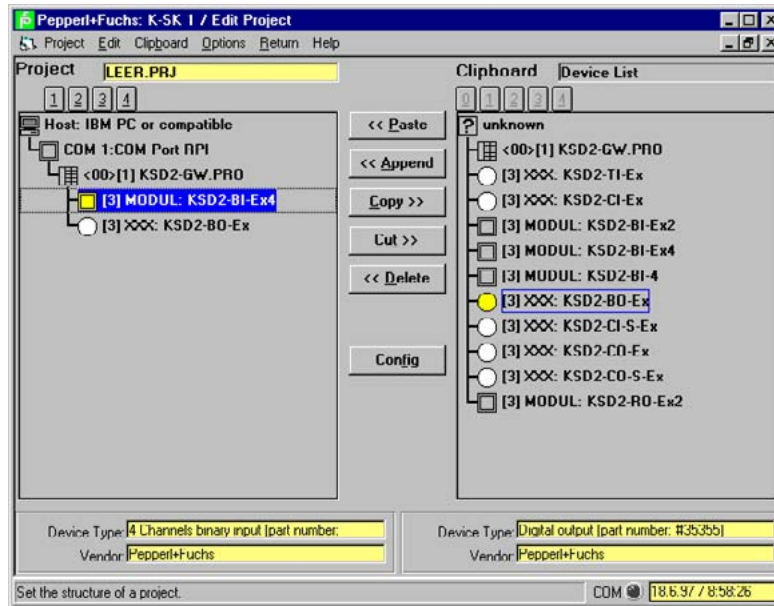 Pepperl+Fuchs: K-SK 1 / Edit Project
Project Edit Clipboard Options Return Help
Project LEER.PRJ
1 2 3 4
Host: IBM PC or compatible
COM 1:COM Port RPI
<00>[1] KSD2-GW.PRO
[3] MODUL: KSD2-BI-Ex4
[3] XXX: KSD2-BO-Ex
<< Paste
<< Append
Copy >>
Cut >>
<< Delete
Config
Clipboard Device List
0 1 2 3 4
? unknown
<00>[1] KSD2-GW.PRO
[3] XXX: KSD2-TI-Ex
[3] XXX: KSD2-CI-Ex
[3] MODUL: KSD2-BI-Ex2
[3] MODUL: KSD2-BI-Ex4
[3] MODUL: KSD2-BI-4
[3] XXX: KSD2-BO-Ex
[3] XXX: KSD2-CI-S-Ex
[3] XXX: KSD2-CO-Ex
[3] XXX: KSD2-CO-S-Ex
[3] MODUL: KSD2-RO-Ex2
Device Type: 4 Channels binary input (part number:
Vendor: Pepperl+Fuchs
Device Type: Digital output (part number: #35355)
Vendor: Pepperl+Fuchs
Set the structure of a project.
COM 18.6.97 / 8:58:26